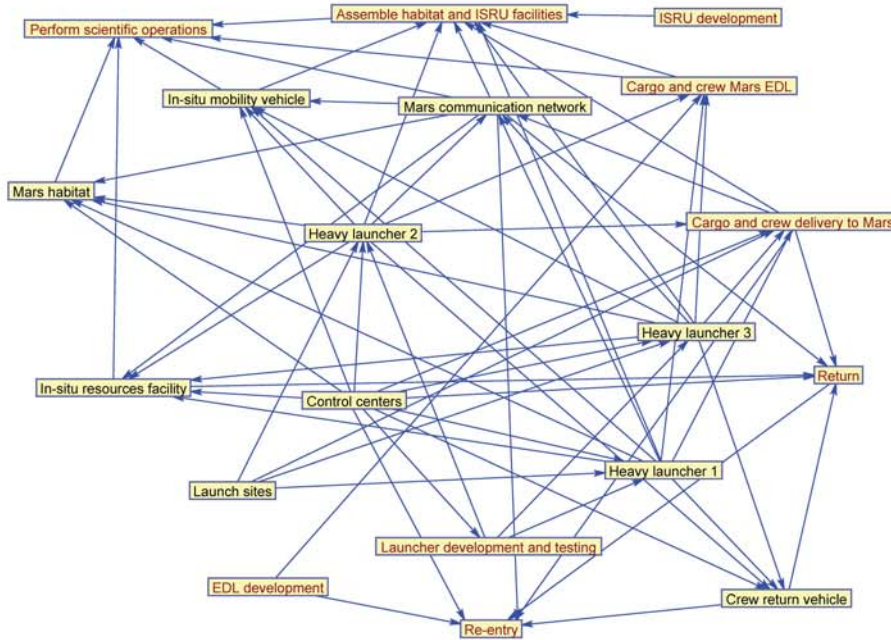 Assemble habitat and ISRU facilities
ISRU development
Perform scientific operations
Cargo and crew Mars EDL
In-situ mobility vehicle
Mars communication network
Mars habitat
Cargo and crew delivery to Mars
Heavy launcher 2
Heavy launcher 3
Return
In-situ resources facility
Control centers
Heavy launcher 1
Launch sites
Launcher development and testing
EDL development
Crew return vehicle
Re-entry